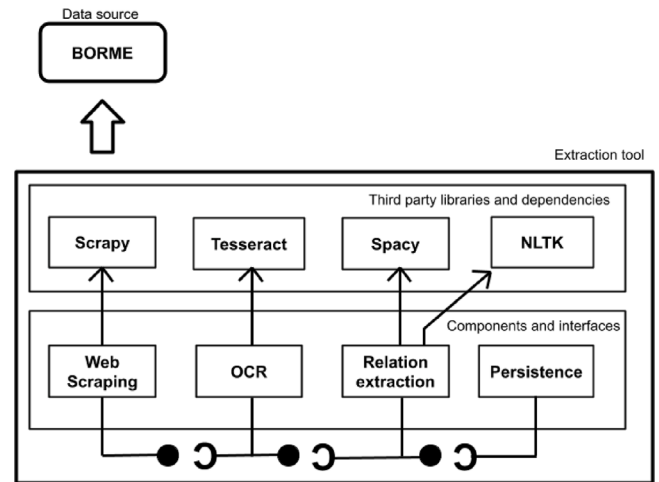 Data source
BORME
Extraction tool
Third party libraries and dependencies
Scrapy
Tesseract
Spacy
NLTK
Components and interfaces
Web
Scraping
OCR
Relation
extraction
Persistence